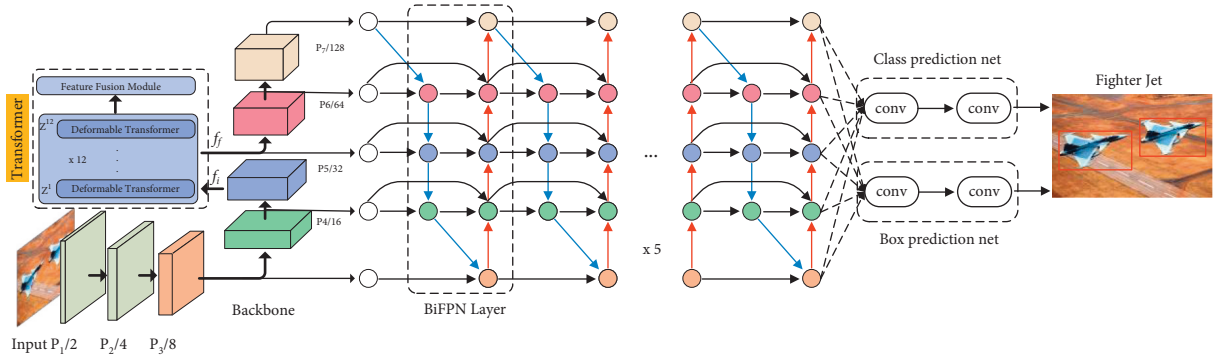 Transformer
Feature Fusion Module
Z12
Deformable Transformer
x 12
Z1
Deformable Transformer
ff
fi
P7/128
P6/64
P5/32
P4/16
Input P1/2
P2/4
P3/8
Backbone
BiFPN Layer
...
x 5
Class prediction net
conv
conv
conv
conv
Box prediction net
Fighter Jet